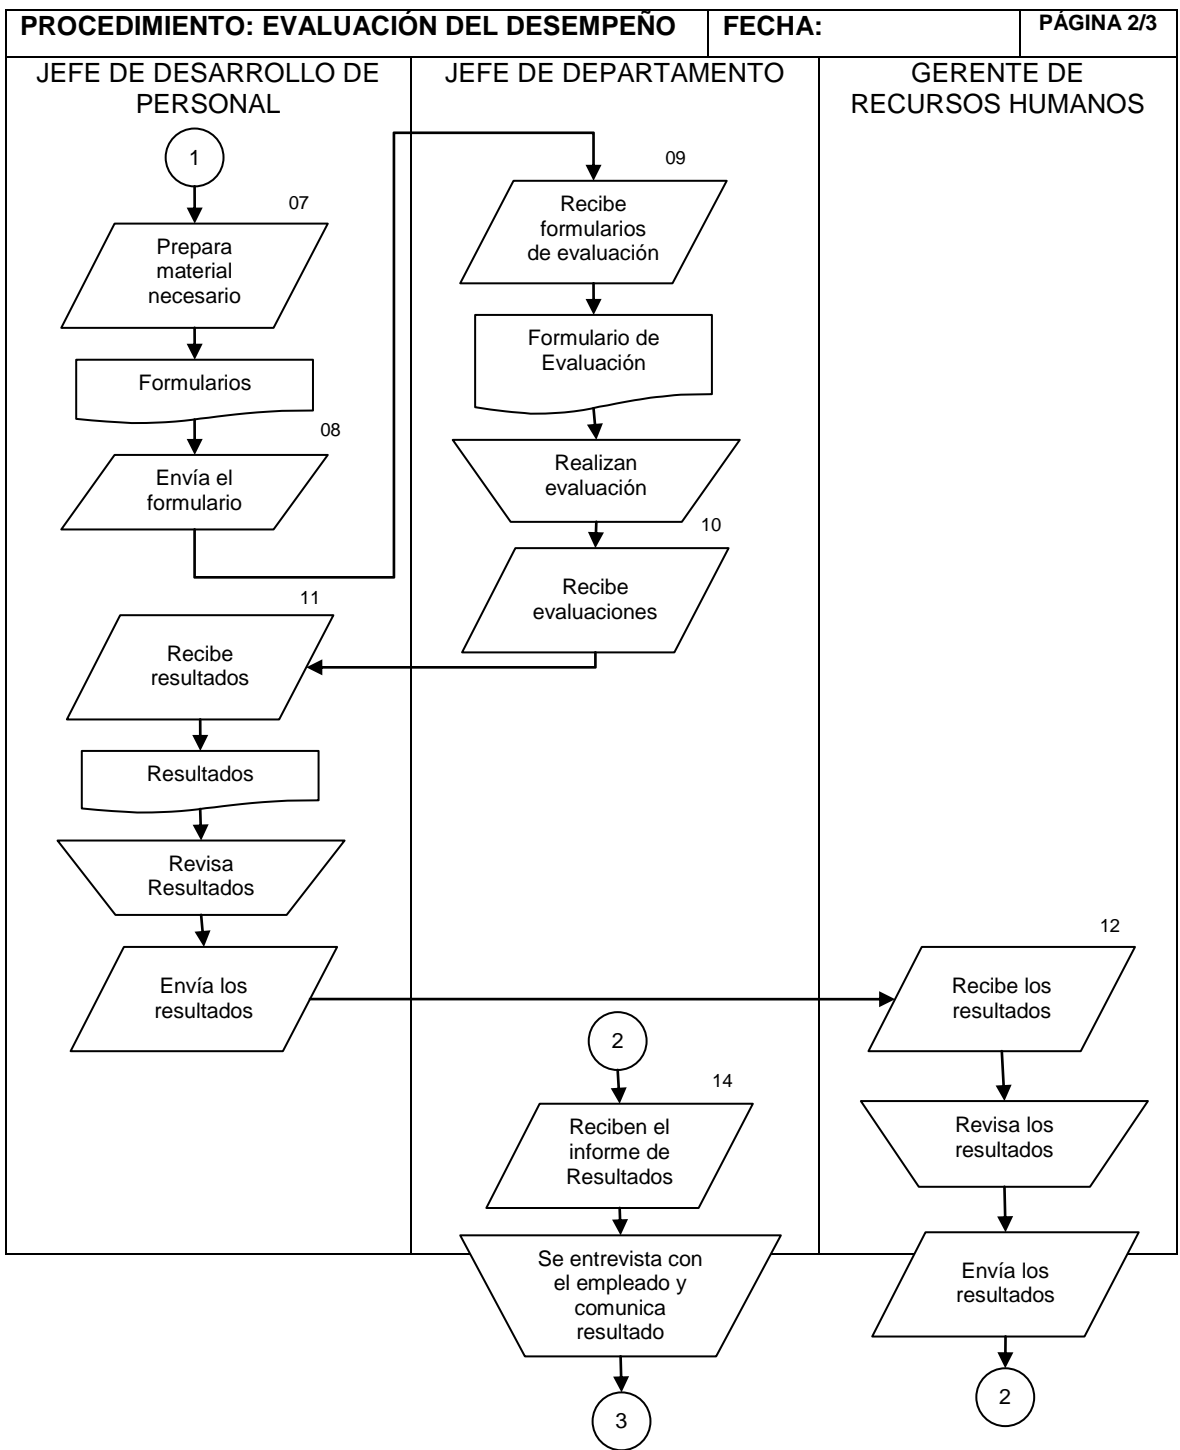 PROCEDIMIENTO: EVALUACIÓN DEL DESEMPEÑO
FECHA:
PÁGINA 2/3
JEFE DE DESARROLLO DE
PERSONAL
JEFE DE DEPARTAMENTO
GERENTE DE
RECURSOS HUMANOS
1
07
Prepara
material
necesario
Formularios
08
Envía el
formulario
09
Recibe
formularios
de evaluación
Formulario de
Evaluación
Realizan
evaluación
10
Recibe
evaluaciones
11
Recibe
resultados
Resultados
Revisa
Resultados
Envía los
resultados
12
Recibe los
resultados
Revisa los
resultados
Envía los
resultados
2
2
14
Reciben el
informe de
Resultados
Se entrevista con
el empleado y
comunica
resultado
3